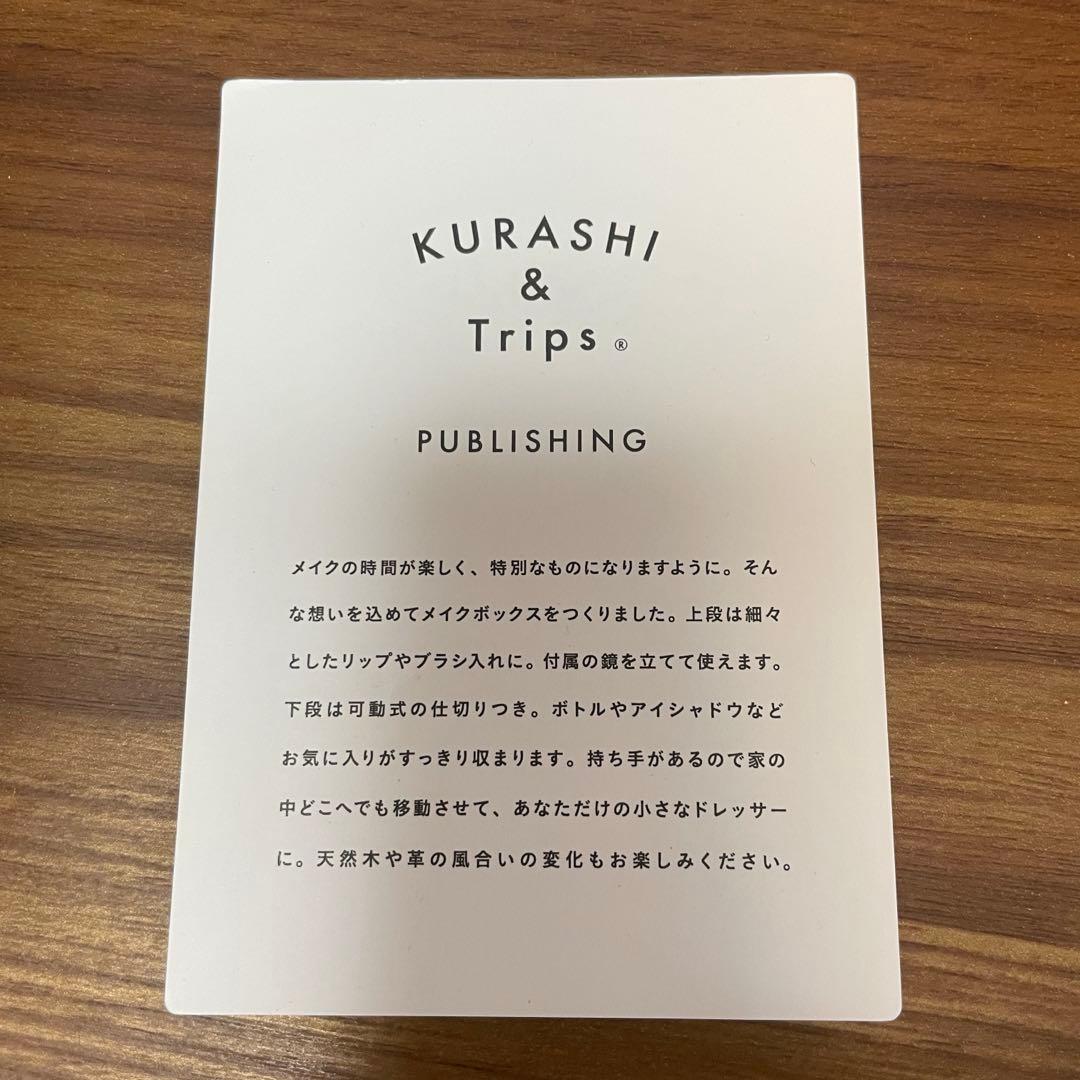 KURASHI
&
Trips ®
PUBLISHING
メイクの時間が楽しく、特別なものになりますように。そん
な想いを込めてメイクボックスをつくりました。上段は細々
としたリップやブラシ入れに。付属の鏡を立てて使えます。
下段は可動式の仕切りつき。ボトルやアイシャドウなど
お気に入りがすっきり収まります。持ち手があるので家の
中どこへでも移動させて、あなただけの小さなドレッサー
に。天然木や革の風合いの変化もお楽しみください。